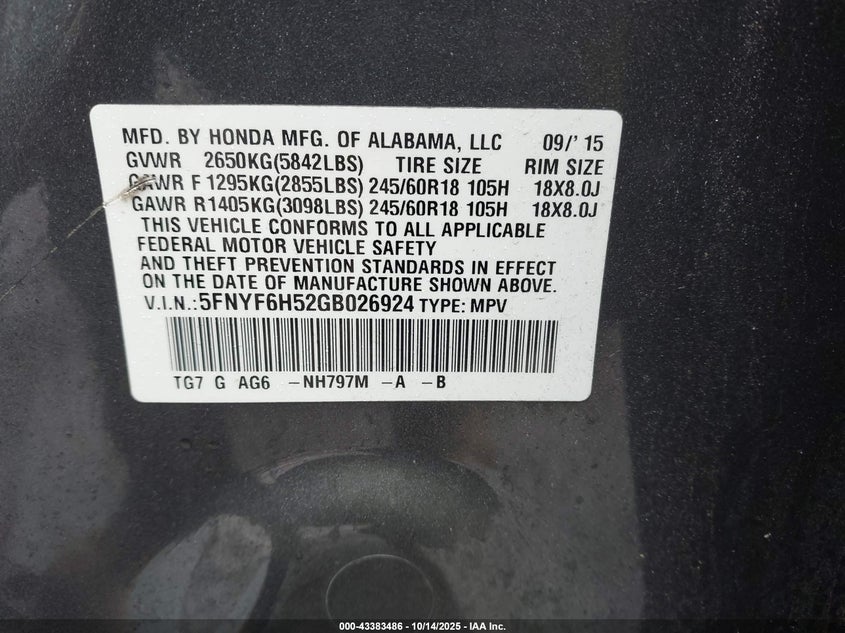 MFD. BY HONDA MFG. OF ALABAMA, LLC 09/' 15
GVWR 2650KG(5842LBS) TIRE SIZE RIM SIZE
GAWR F 1295KG(2855LBS) 245/60R18 105H 18X8.0J
GAWR R1405KG(3098LBS) 245/60R18 105H 18X8.0J
THIS VEHICLE CONFORMS TO ALL APPLICABLE
FEDERAL MOTOR VEHICLE SAFETY
AND THEFT PREVENTION STANDARDS IN EFFECT
ON THE DATE OF MANUFACTURE SHOWN ABOVE.
V.I.N.:5FNYF6H52GB026924 TYPE: MPV
TG7 G AG6 -NH797M -A -B
000-43383486 - 10/14/2025 - IAA Inc.